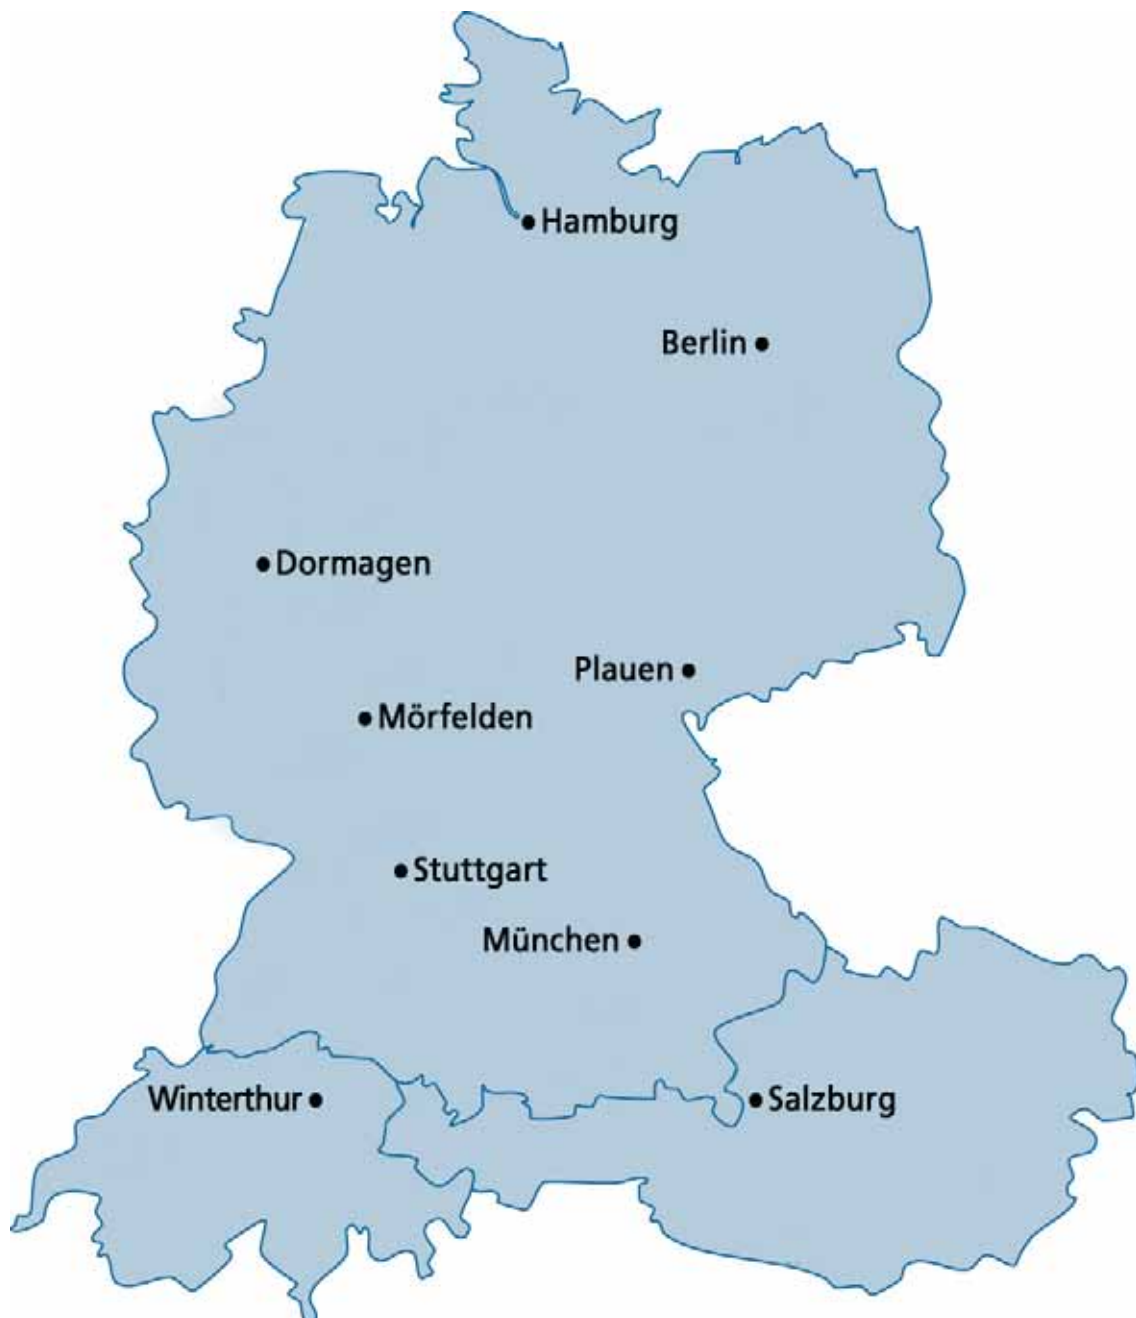 Hamburg
Berlin
Dormagen
Plauen
Mörfelden
Stuttgart
München
Winterthur
Salzburg